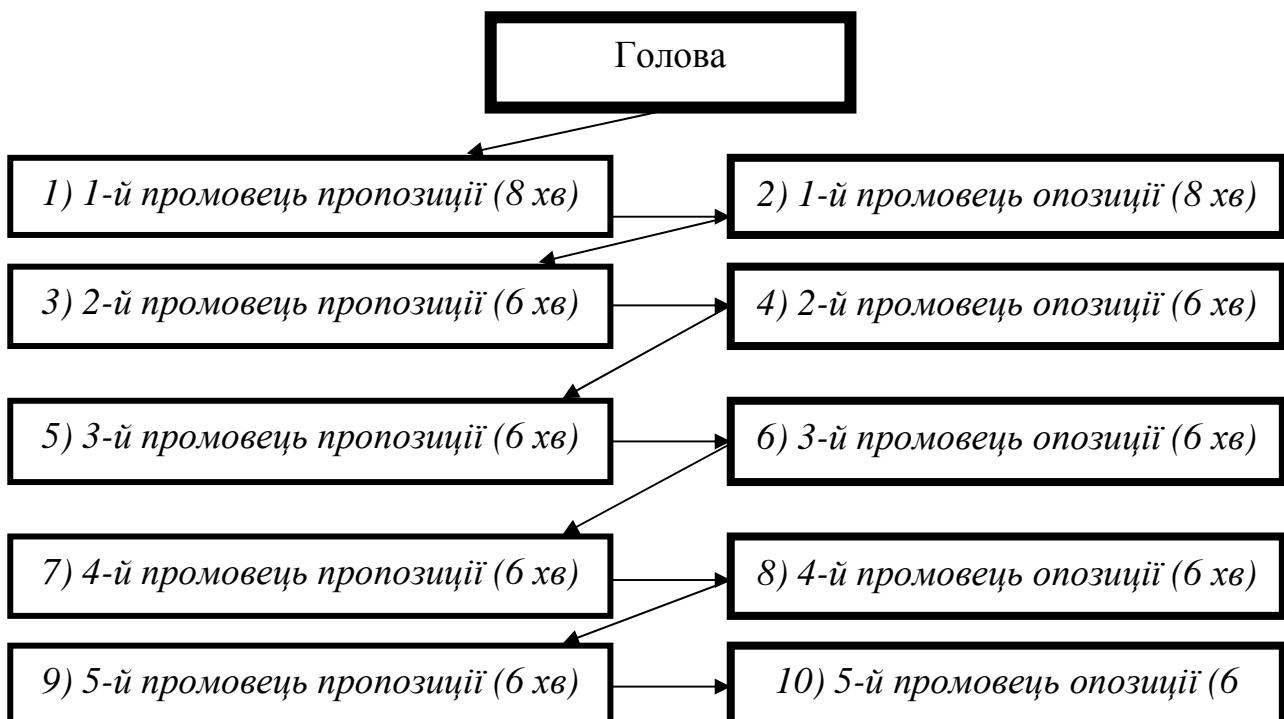 Голова
1) 1-й промовець пропозиції (8 хв)
2) 1-й промовець опозиції (8 хв)
3) 2-й промовець пропозиції (6 хв)
4) 2-й промовець опозиції (6 хв)
5) 3-й промовець пропозиції (6 хв)
6) 3-й промовець опозиції (6 хв)
7) 4-й промовець пропозиції (6 хв)
8) 4-й промовець опозиції (6 хв)
9) 5-й промовець пропозиції (6 хв)
10) 5-й промовець опозиції (6